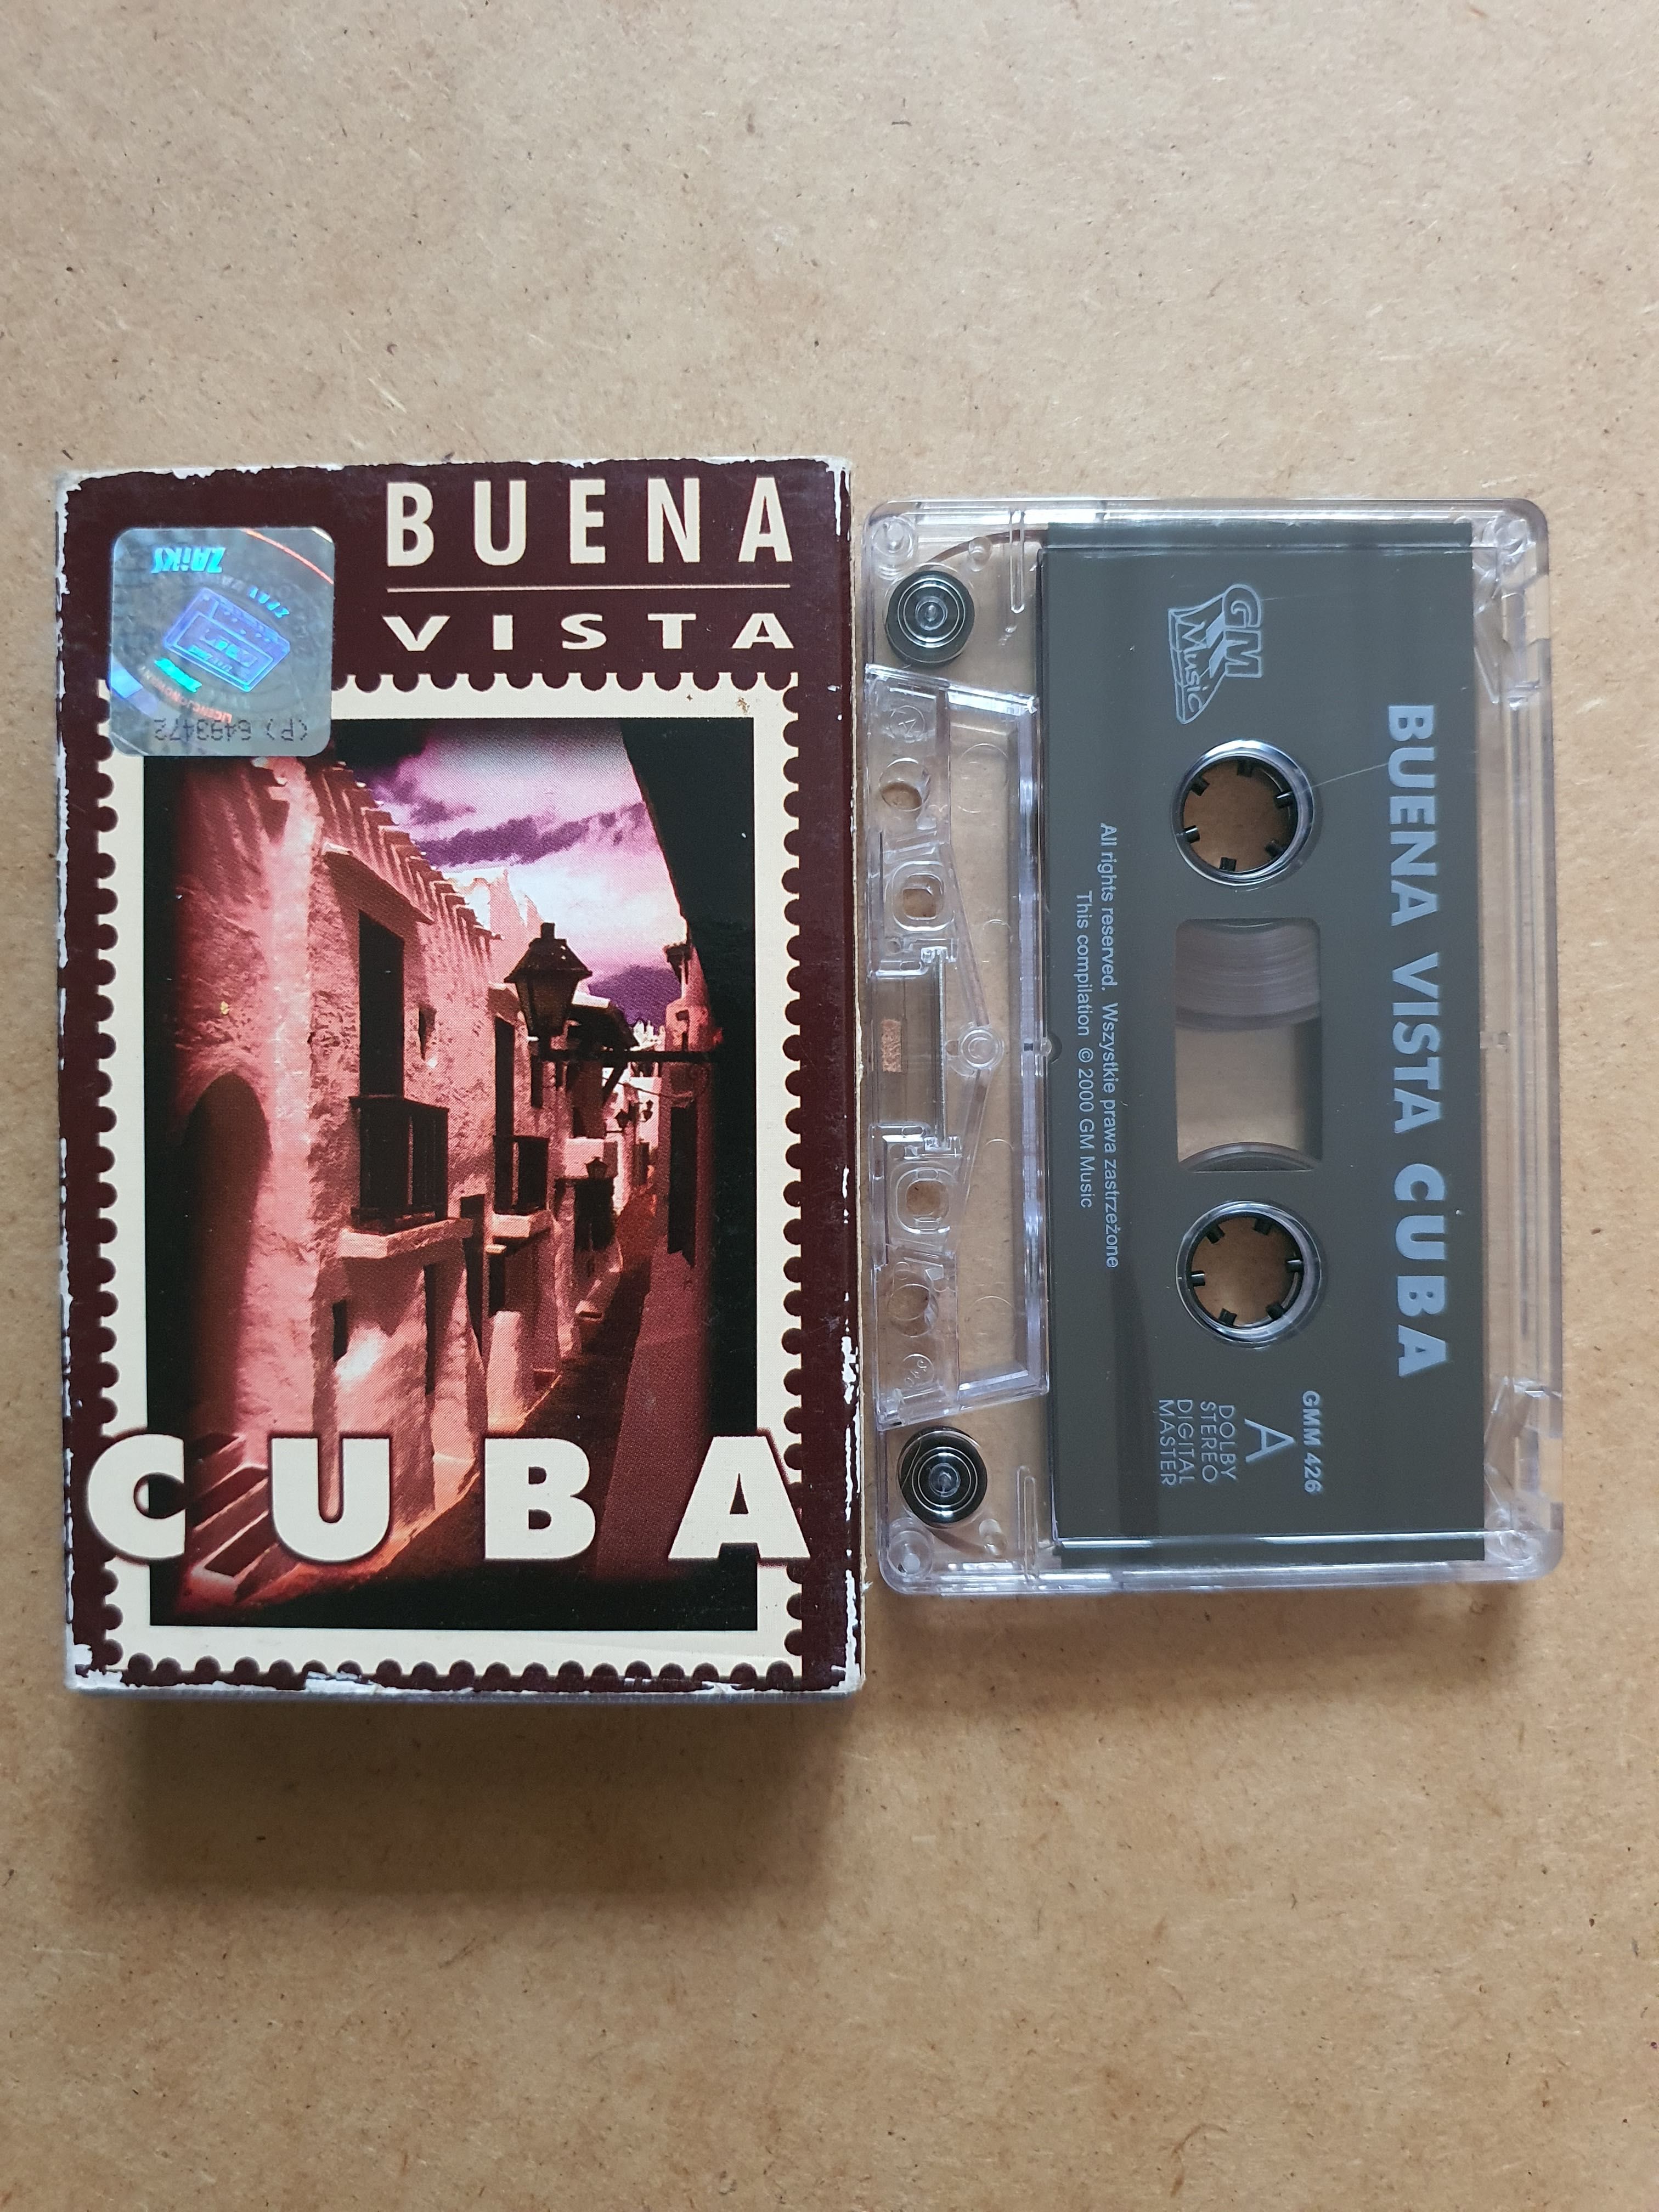 BUENA
VISTA
ZAiKS
(P) 6493472
CUBA
BUENA VISTA CUBA
GM
Music
GMM 426
A
DOLBY
STEREO
DIGITAL
MASTER
All rights reserved. Wszystkie prawa zastrzeżone
This compilation © 2000 GM Music